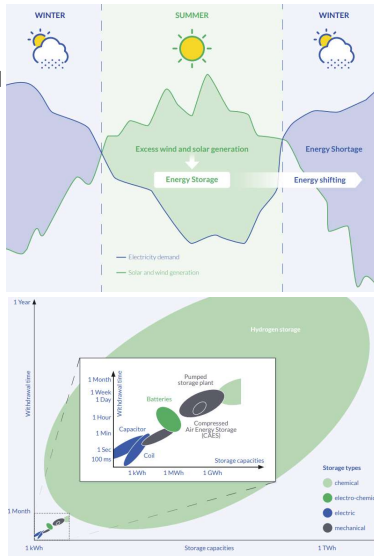 WINTER
SUMMER
WINTER
Excess wind and solar generation
Energy Shortage
Energy Storage
Energy shifting
Electricity demand
Solar and wind generation
1 Year
Hydrogen storage
Withdrawal time
1 Month
1 Month
1 Week
1 Day
1 Hour
1 Min
1 Sec
100 ms
Withdrawal time
Pumped
storage plant
Batteries
Capacitor
Compressed
Air Energy Storage
(CAES)
Coil
Storage capacities
1 kWh
1 MWh
1 GWh
Storage types
chemical
electro-chemic
electric
mechanical
1 kWh
Storage capacities
1 TWh